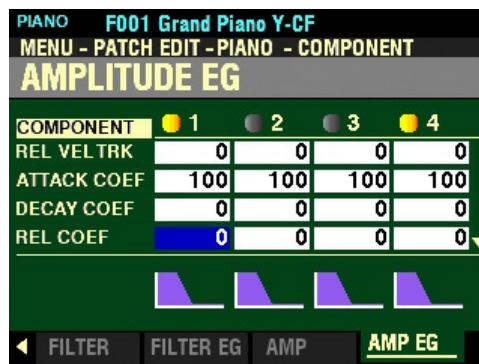 PIANO F001 Grand Piano Y-CF
MENU - PATCH EDIT - PIANO - COMPONENT
AMPLITUDE EG
COMPONENT 1 2 3 4
REL VELTRK 0 0 0 0
ATTACK COEF 100 100 100 100
DECAY COEF 0 0 0 0
REL COEF 0 0 0 0
FILTER FILTER EG AMP AMP EG